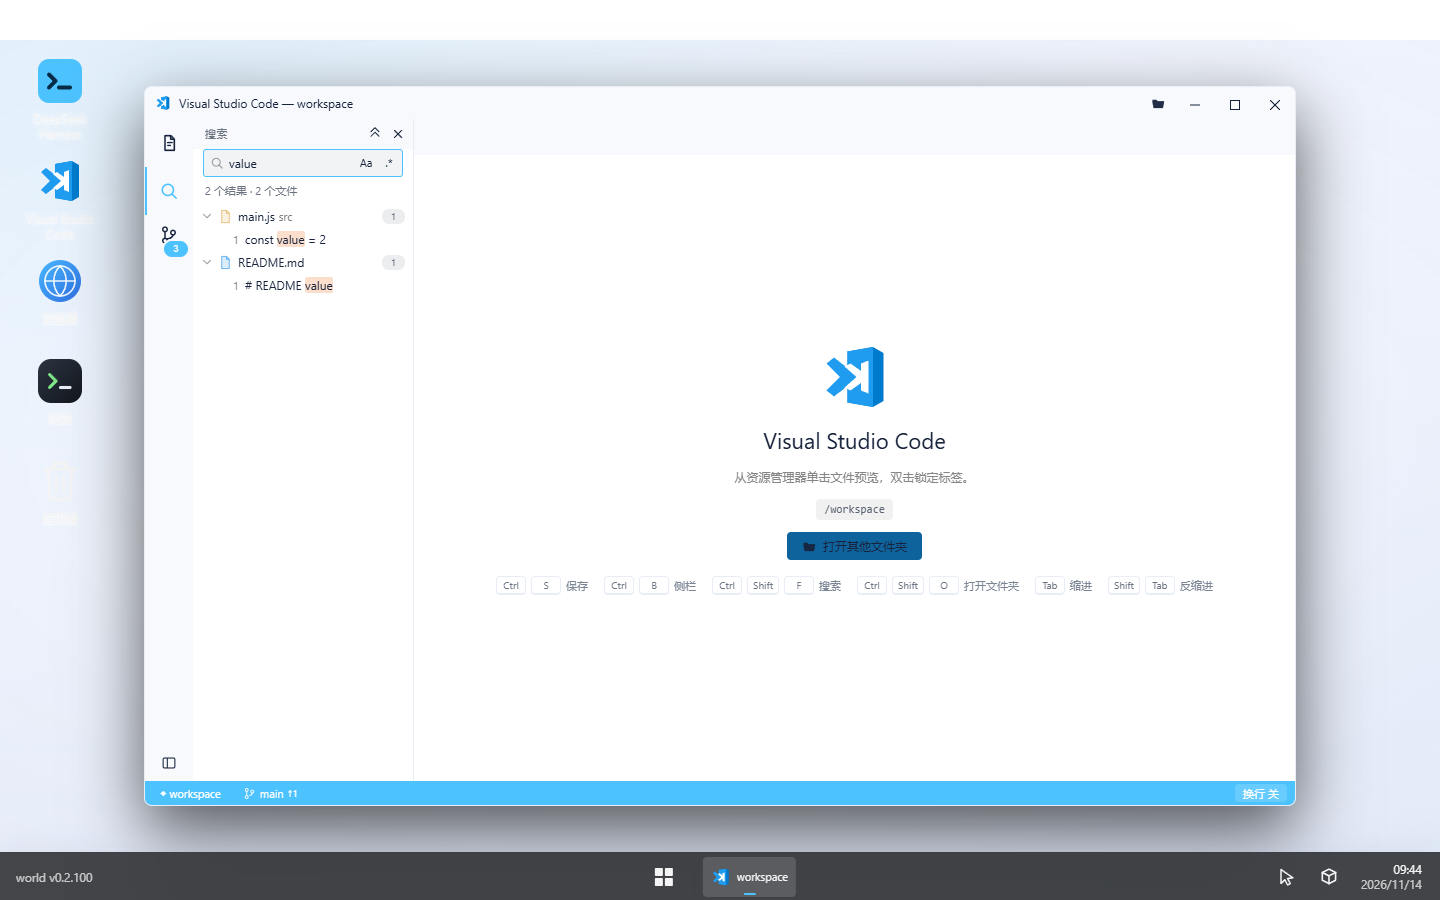 Visual Studio Code — workspace
搜索
value
Aa
.*
2 个结果 · 2 个文件
main.js src 1
1 const value = 2
README.md 1
1 # README value
3
Visual Studio Code
从资源管理器单击文件预览，双击锁定标签。
/workspace
打开其他文件夹
Ctrl S 保存 Ctrl B 侧栏 Ctrl Shift F 搜索 Ctrl Shift O 打开文件夹 Tab 缩进 Shift Tab 反缩进
workspace main ↑1 换行 关
world v0.2.100
workspace
09:44
2026/11/14